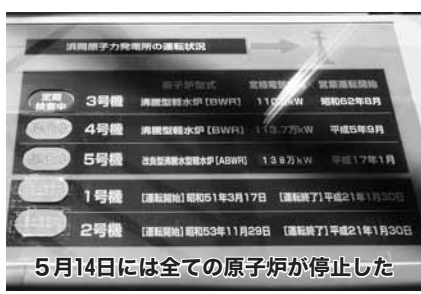 浜岡原子力発電所の運転状況
原子炉型式 定格電気 営業運転開始
定期検査中 3号機 沸騰型軽水炉 [BWR] 110 kW 昭和62年8月
4号機 沸騰型軽水炉 [BWR] 113.7万kW 平成5年9月
5号機 改良型沸騰水型軽水炉 [ABWR] 138万kW 平成17年1月
1号機 [運転開始] 昭和51年3月17日 [運転終了] 平成21年1月30日
2号機 [運転開始] 昭和53年11月29日 [運転終了] 平成21年1月30日
5月14日には全ての原子炉が停止した